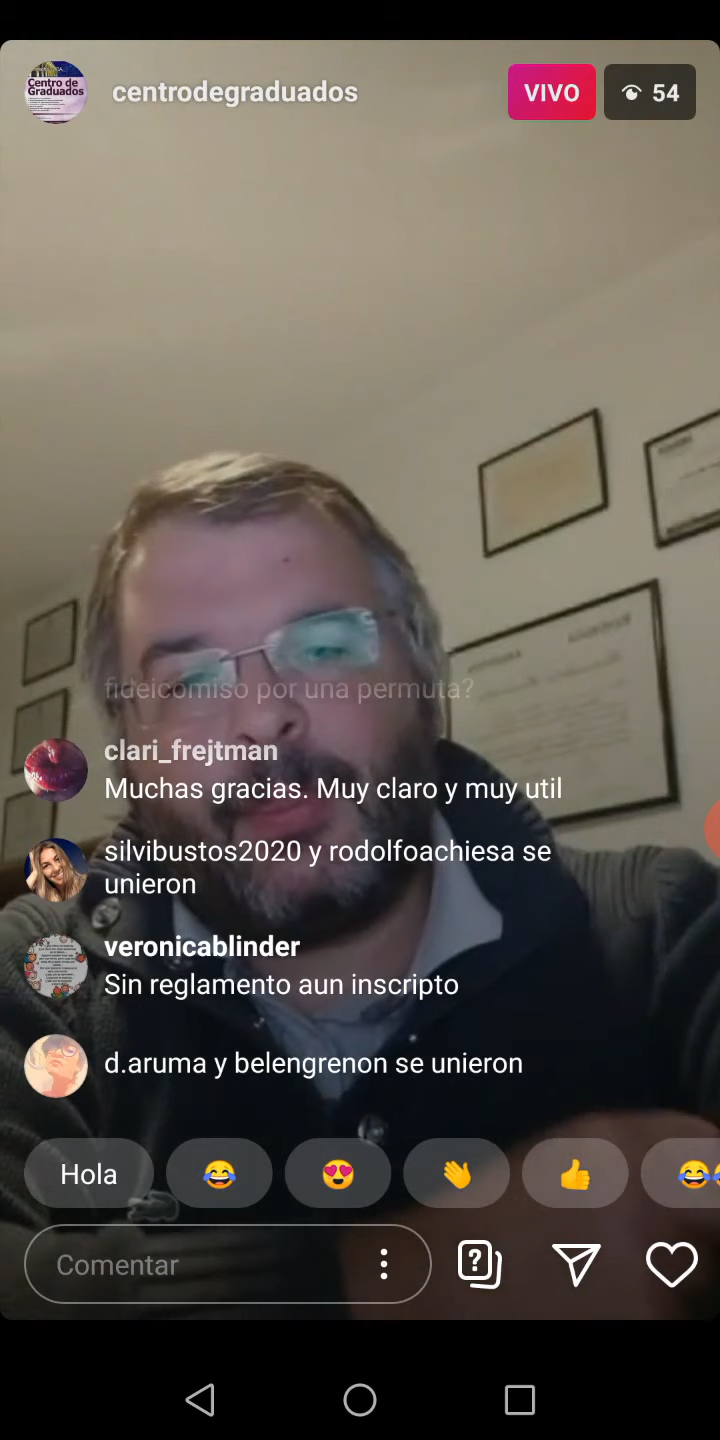 Centro de
Graduados
centrodegraduados
VIVO
54
fideicomiso por una permuta?
clari_frejtman
Muchas gracias. Muy claro y muy util
silvibustos2020 y rodolfoachiesa se
unieron
veronicablinder
Sin reglamento aun inscripto
d.aruma y belengrenon se unieron
Hola
Comentar